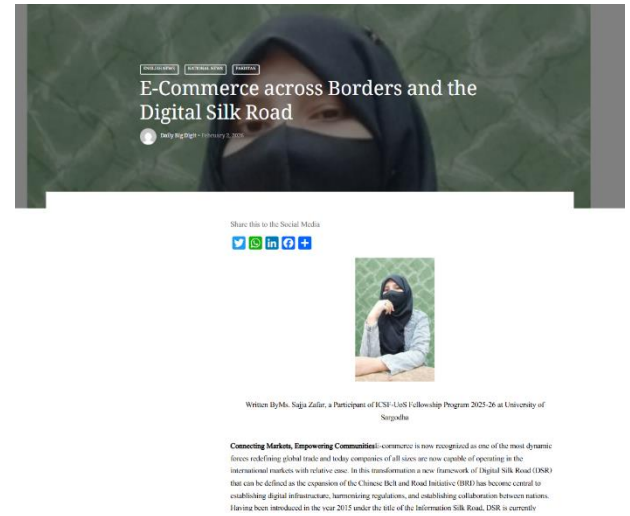 ENGLISH NEWS NATIONAL NEWS PAKISTAN
E-Commerce across Borders and the
Digital Silk Road
Daily Big Digit - February 2, 2026
Share this to the Social Media
Written ByMs. Sajja Zafar, a Participant of ICSF-UoS Fellowship Program 2025-26 at University of
Sargodha
Connecting Markets, Empowering CommunitiesE-commerce is now recognized as one of the most dynamic
forces redefining global trade and today companies of all sizes are now capable of operating in the
international markets with relative ease. In this transformation a new framework of Digital Silk Road (DSR)
that can be defined as the expansion of the Chinese Belt and Road Initiative (BRI) has become central to
establishing digital infrastructure, harmonizing regulations, and establishing collaboration between nations.
Having been introduced in the year 2015 under the title of the Information Silk Road, DSR is currently